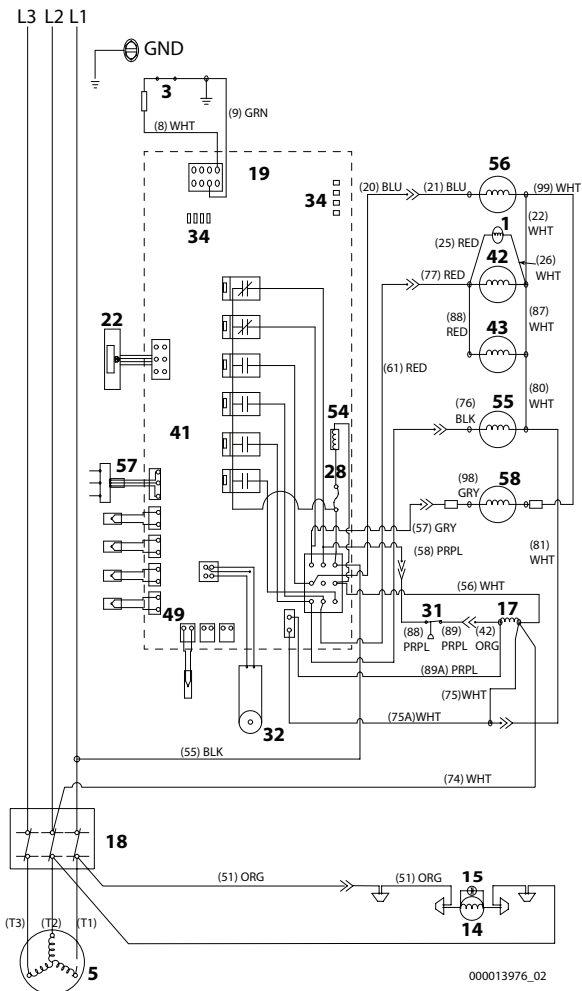 L3 L2 L1
GND
3
(9) GRN
(8) WHT
19
34
34
(20) BLU
(21) BLU
56
(99) WHT
(22)
WHT
1
(25) RED
(26)
WHT
42
(77) RED
(88)
RED
(87)
WHT
43
(61) RED
22
(80)
WHT
(76)
BLK
55
54
41
57
28
(98)
GRY
58
(57) GRY
(58) PRPL
(81)
WHT
(56) WHT
49
31
17
(88)
PRPL
(89)
PRPL
(42)
ORG
(89A) PRPL
(75)WHT
(75A)WHT
32
(55) BLK
(74) WHT
18
(51) ORG
(51) ORG
15
14
(T3) (T2) (T1)
5
000013976_02